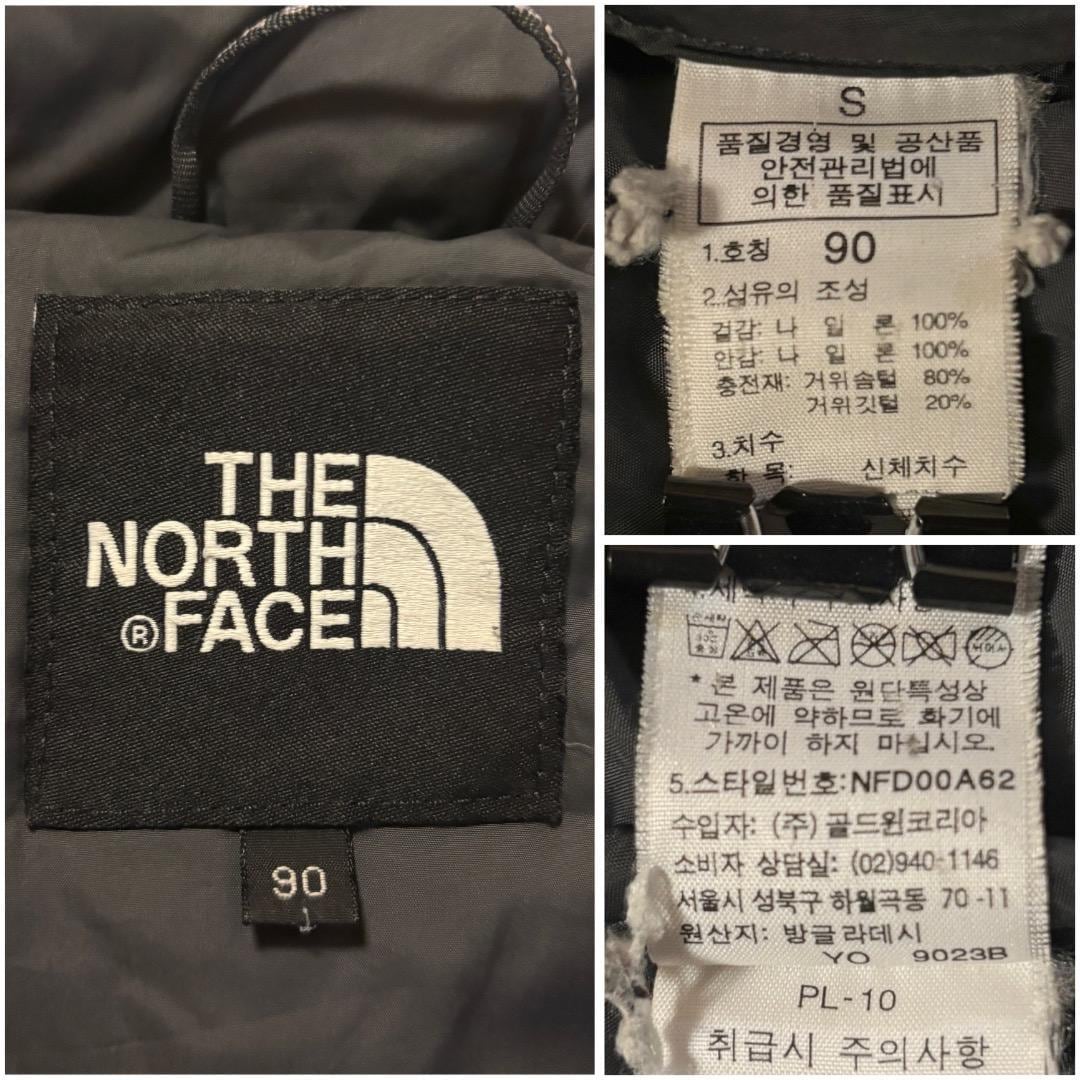 THE
NORTH
®FACE
90
S
품질경영 및 공산품
안전관리법에
의한 품질표시
1.호칭 90
2.섬유의 조성
겉감: 나 일 론 100%
안감: 나 일 론 100%
충전재: 거위솜털 80%
거위깃털 20%
3.치수
항 목: 신체치수
* 본 제품은 원단특성상
고온에 약하므로 화기에
가까이 하지 마십시오.
5.스타일번호:NFD00A62
수입자: (주) 골드윈코리아
소비자 상담실: (02)940-1146
서울시 성북구 하월곡동 70-11
원산지: 방글라데시
YO 9023B
PL-10
취급시 주의사항